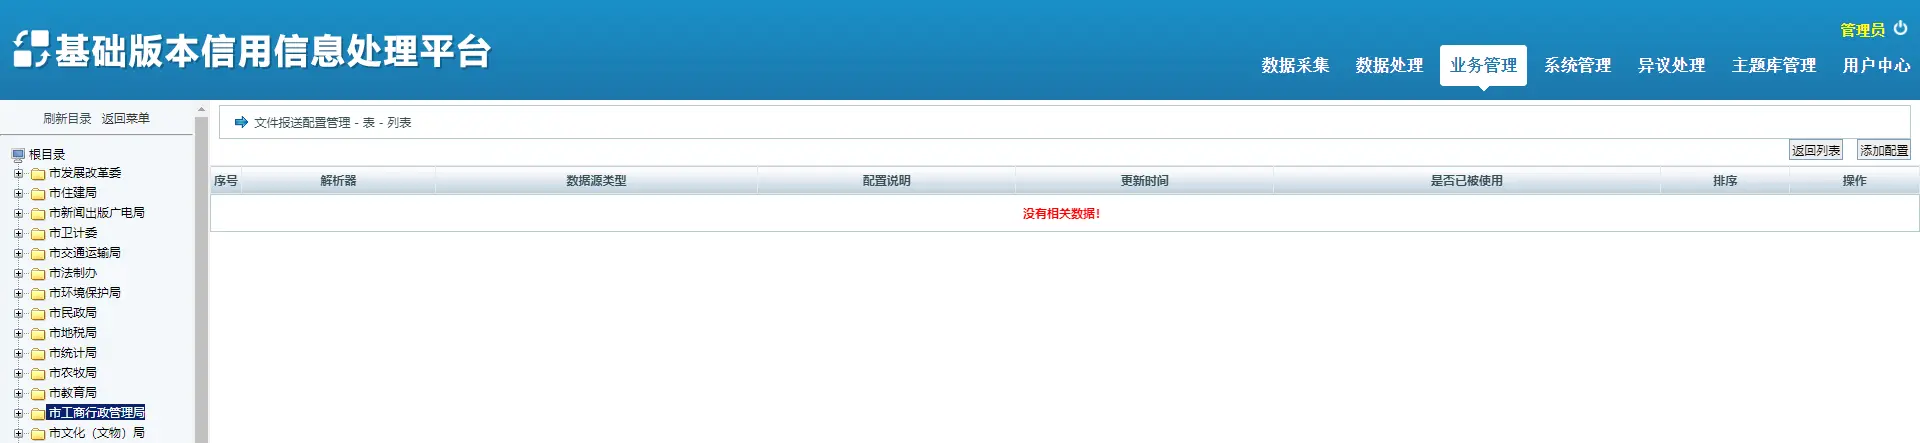 基础版本信用信息处理平台
管理员
数据采集 数据处理 业务管理 系统管理 异议处理 主题库管理 用户中心
刷新目录 返回菜单
文件报送配置管理 - 表 - 列表
返回列表 添加配置
序号 解析器 数据源类型 配置说明 更新时间 是否已被使用 排序 操作
没有相关数据!
根目录
市发展改革委
市住建局
市新闻出版广电局
市卫计委
市交通运输局
市法制办
市环境保护局
市民政局
市地税局
市统计局
市农牧局
市教育局
市工商行政管理局
市文化（文物）局